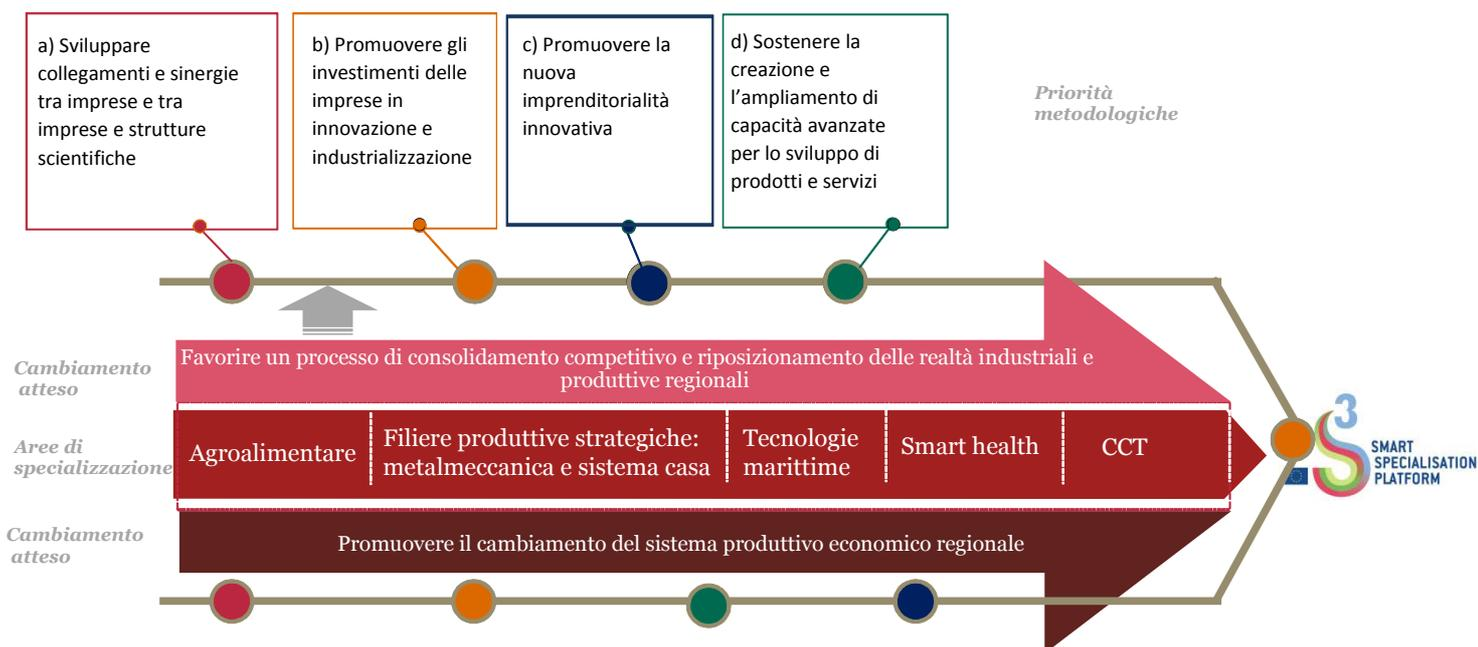 a) Sviluppare
collegamenti e sinergie
tra imprese e tra
imprese e strutture
scientifiche
b) Promuovere gli
investimenti delle
imprese in
innovazione e
industrializzazione
c) Promuovere la
nuova
imprenditorialità
innovativa
d) Sostenere la
creazione e
l’ampliamento di
capacità avanzate
per lo sviluppo di
prodotti e servizi
Priorità
metodologiche
Cambiamento
atteso
Favorire un processo di consolidamento competitivo e riposizionamento delle realtà industriali e
produttive regionali
Aree di
specializzazione
Agroalimentare
Filiere produttive strategiche:
metalmeccanica e sistema casa
Tecnologie
marittime
Smart health
CCT
S3
SMART
SPECIALISATION
PLATFORM
Cambiamento
atteso
Promuovere il cambiamento del sistema produttivo economico regionale